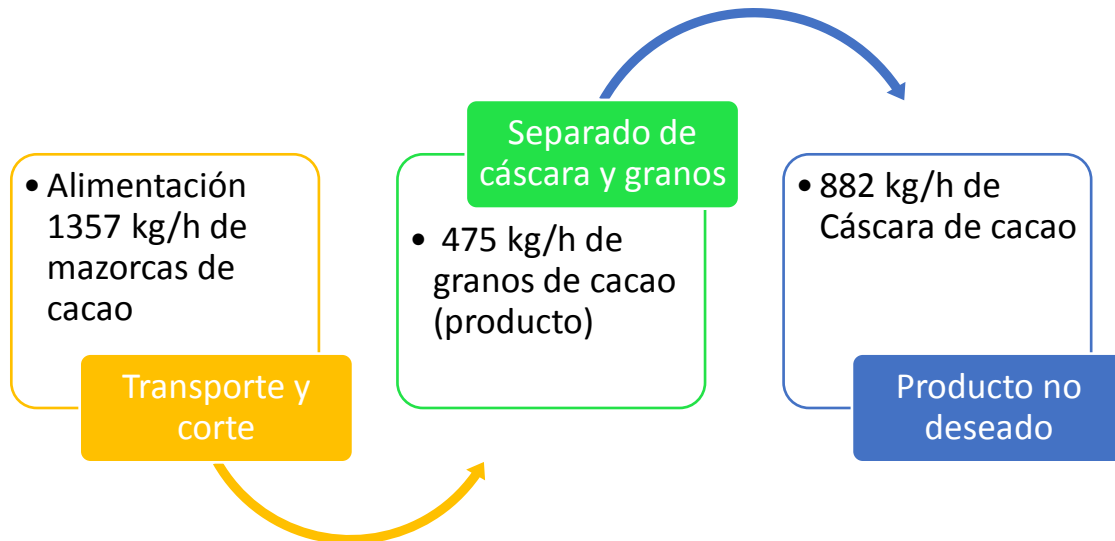 • Alimentación
1357 kg/h de
mazorcas de
cacao
Transporte y
corte
Separado de
cáscara y granos
• 475 kg/h de
granos de cacao
(producto)
• 882 kg/h de
Cáscara de cacao
Producto no
deseado